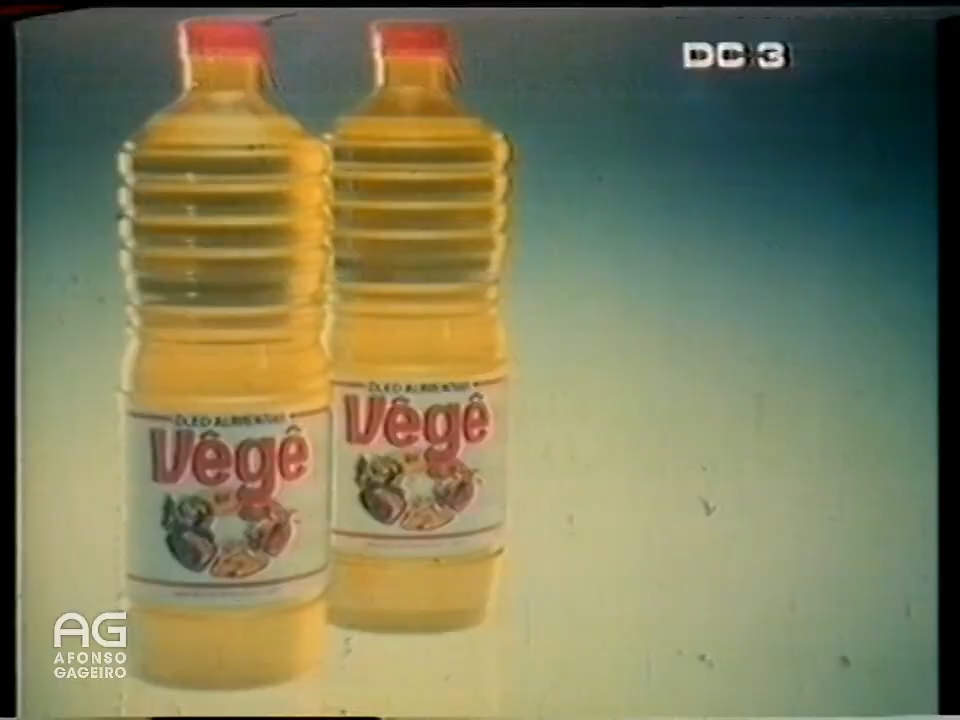 DC 3
ÓLEO ALIMENTAR
Vêgê
ÓLEO ALIMENTAR
Vêgê
AG
AFONSO
GAGEIRO